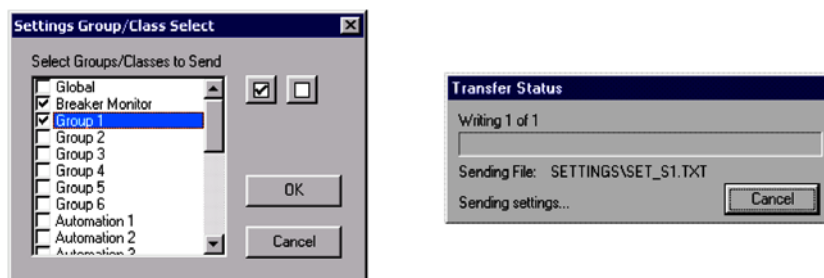 Settings Group/Class Select
Select Groups/Classes to Send
Global
Breaker Monitor
Group 1
Group 2
Group 3
Group 4
Group 5
Group 6
Automation 1
Automation 2
Automation 3
OK
Cancel
Transfer Status
Writing 1 of 1
Sending File: SETTINGS\SET_S1.TXT
Sending settings...
Cancel